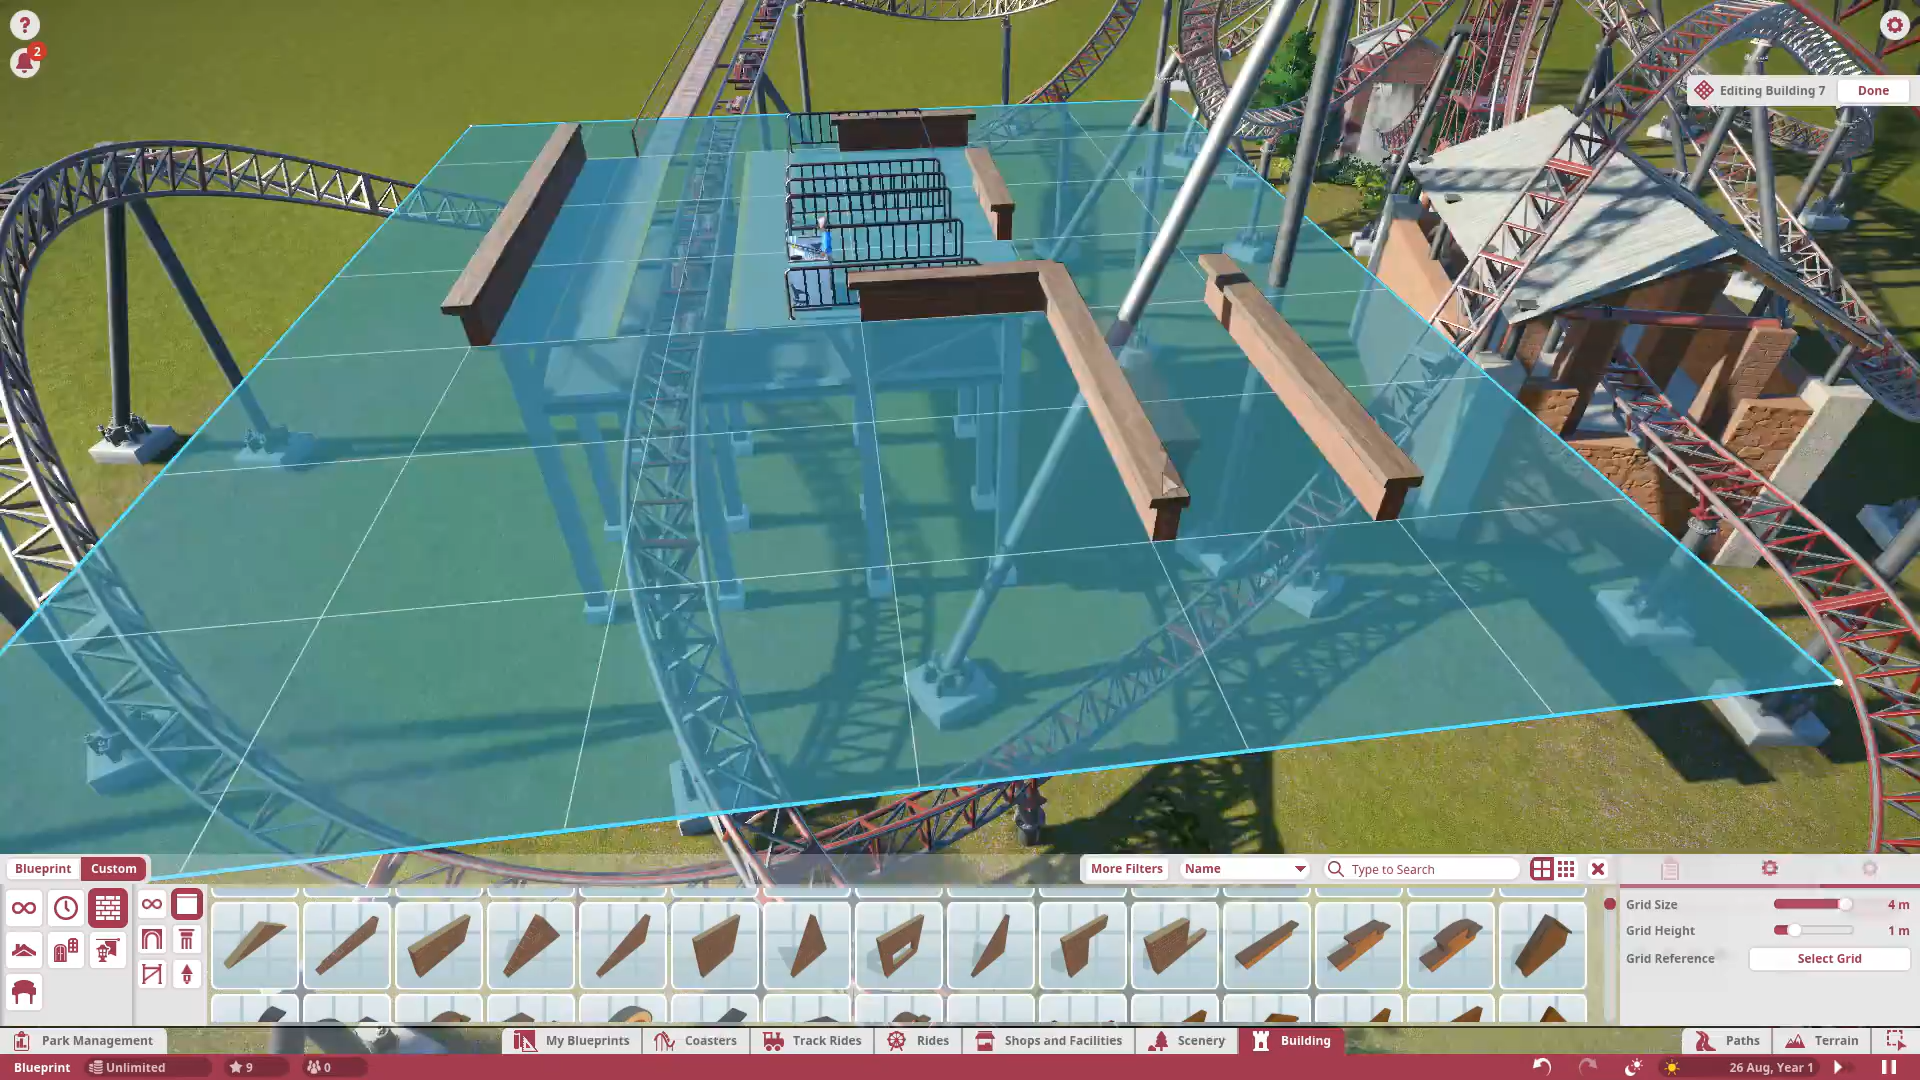 ?
2
Editing Building 7
Done
Blueprint
Custom
More Filters
Name
Type to Search
Grid Size
4 m
Grid Height
1 m
Grid Reference
Select Grid
Park Management
My Blueprints
Coasters
Track Rides
Rides
Shops and Facilities
Scenery
Building
Paths
Terrain
Blueprint
Unlimited
9
0
26 Aug, Year 1